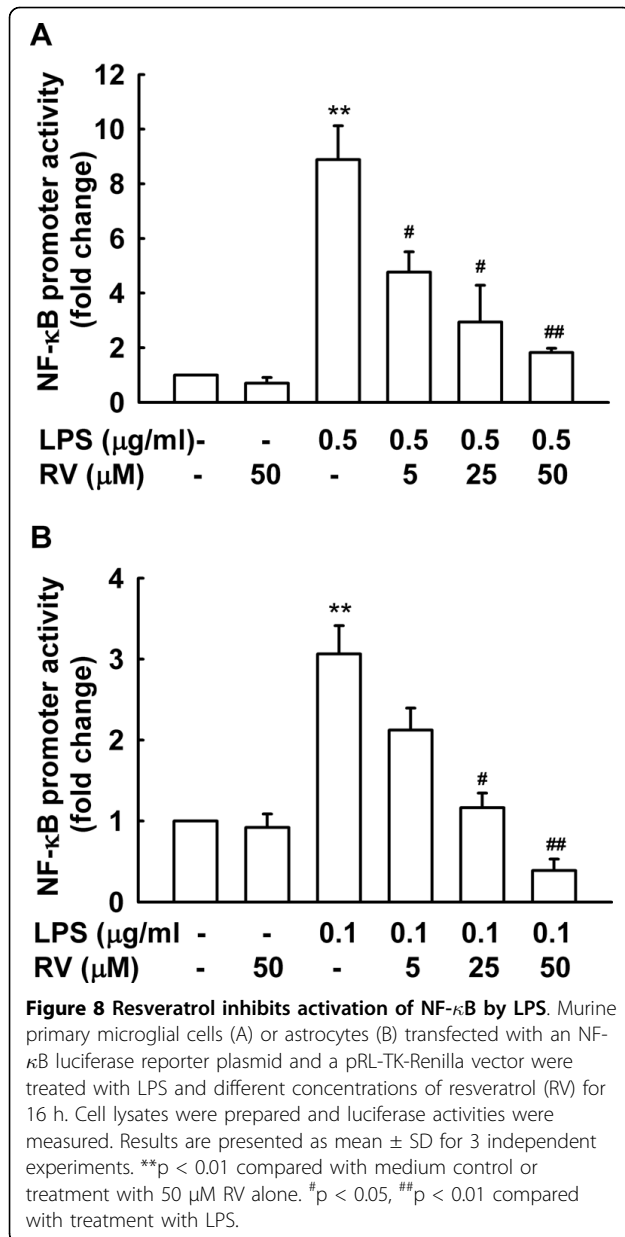 A
NF-κB promoter activity
(fold change)
12
10
8
6
4
2
0
**
#
#
##
LPS (μg/ml)- - 0.5 0.5 0.5 0.5
RV (μM) - 50 - 5 25 50
B
NF-κB promoter activity
(fold change)
4
3
2
1
0
**
#
##
LPS (μg/ml - - 0.1 0.1 0.1 0.1
RV (μM) - 50 - 5 25 50
Figure 8 Resveratrol inhibits activation of NF-κB by LPS. Murine
primary microglial cells (A) or astrocytes (B) transfected with an NF-
κB luciferase reporter plasmid and a pRL-TK-Renilla vector were
treated with LPS and different concentrations of resveratrol (RV) for
16 h. Cell lysates were prepared and luciferase activities were
measured. Results are presented as mean ± SD for 3 independent
experiments. **p < 0.01 compared with medium control or
treatment with 50 μM RV alone. #p < 0.05, ##p < 0.01 compared
with treatment with LPS.